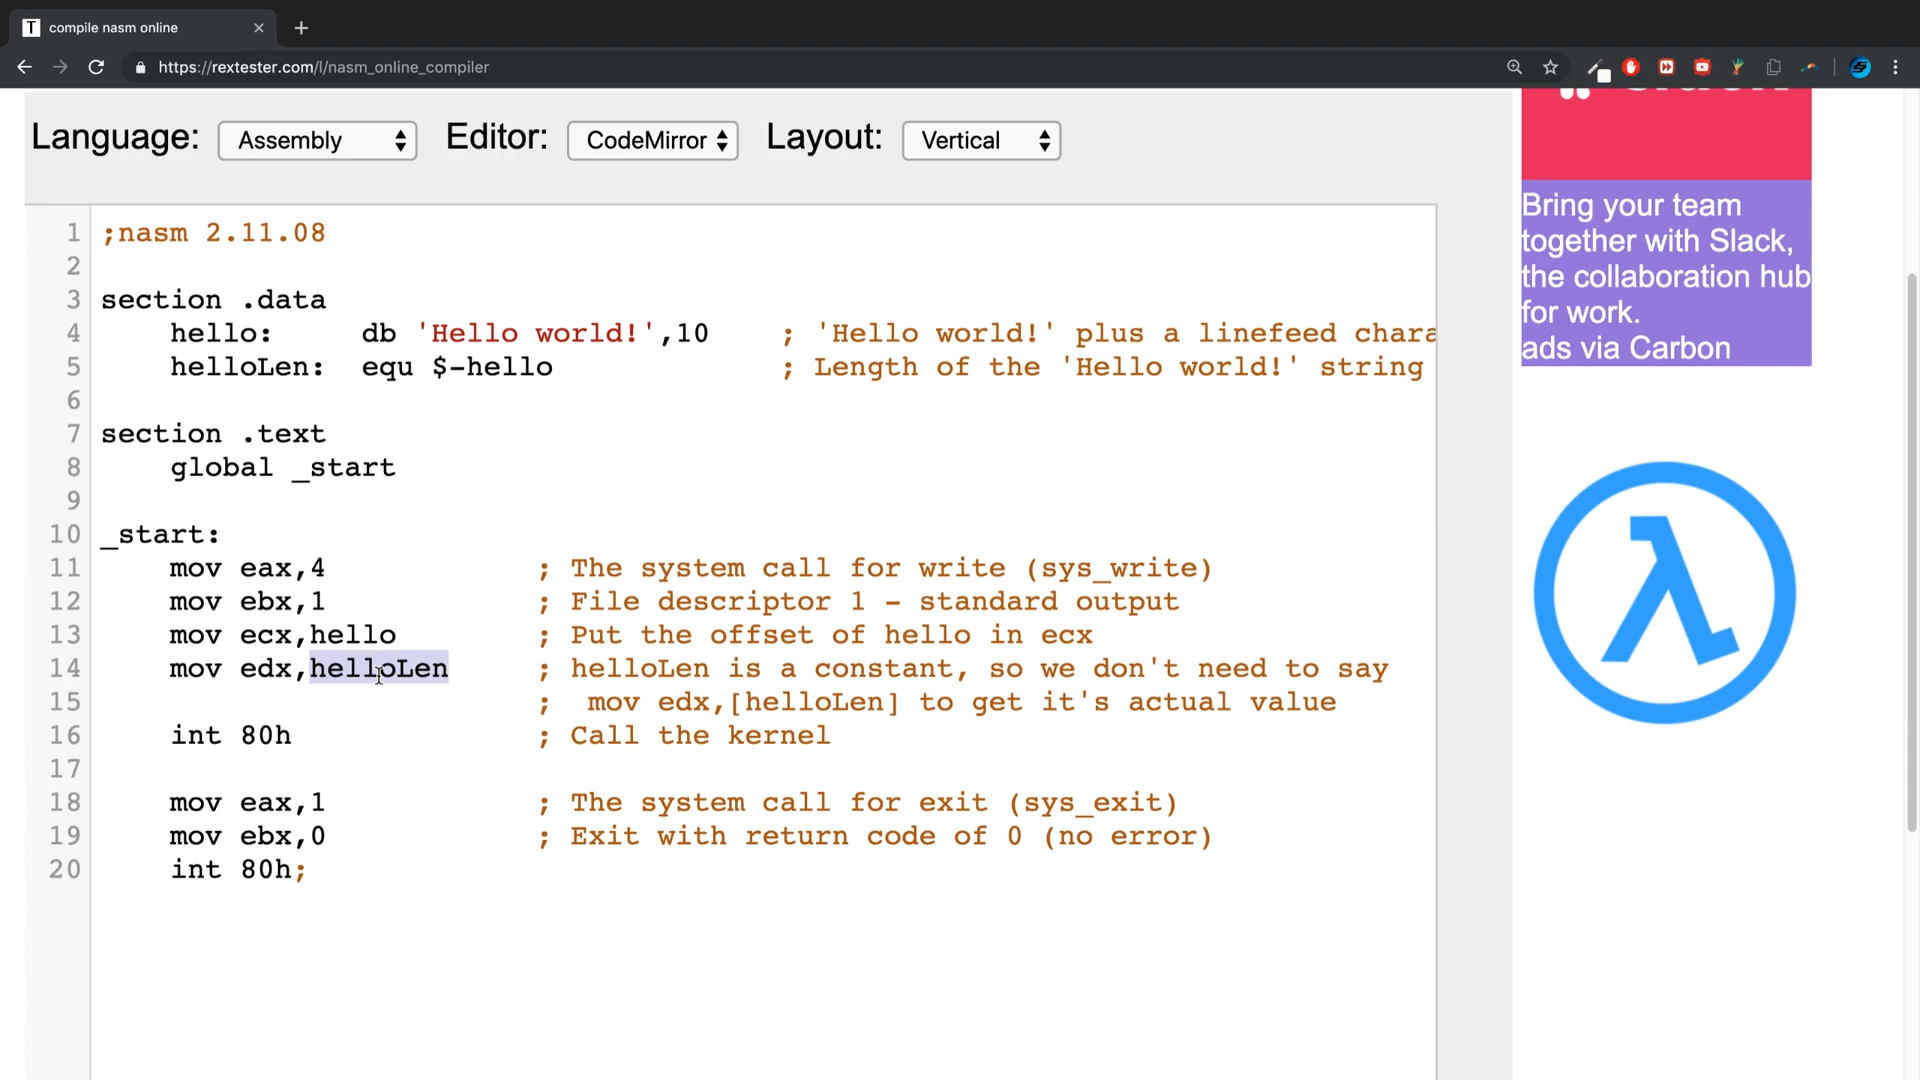 compile nasm online
https://rextester.com/l/nasm_online_compiler
Language: Assembly Editor: CodeMirror Layout: Vertical
1 ;nasm 2.11.08
2
3 section .data
4 hello: db 'Hello world!',10 ; 'Hello world!' plus a linefeed chara
5 helloLen: equ $-hello ; Length of the 'Hello world!' string
6
7 section .text
8 global _start
9
10 _start:
11 mov eax,4 ; The system call for write (sys_write)
12 mov ebx,1 ; File descriptor 1 - standard output
13 mov ecx,hello ; Put the offset of hello in ecx
14 mov edx,helloLen ; helloLen is a constant, so we don't need to say
15 ; mov edx,[helloLen] to get it's actual value
16 int 80h ; Call the kernel
17
18 mov eax,1 ; The system call for exit (sys_exit)
19 mov ebx,0 ; Exit with return code of 0 (no error)
20 int 80h;
Bring your team
together with Slack,
the collaboration hub
for work.
ads via Carbon
λ